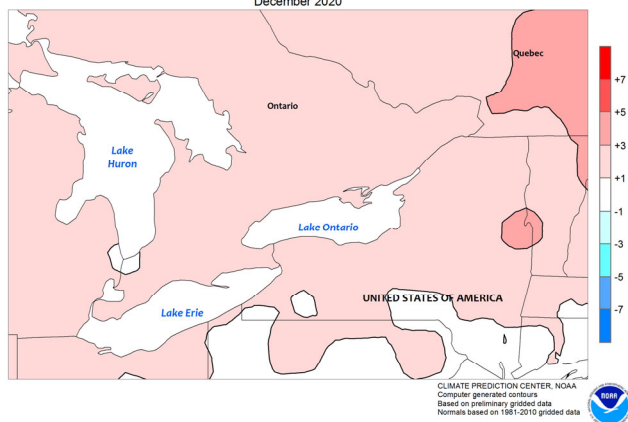 December 2020
Quebec
Ontario
Lake
Huron
Lake Ontario
UNITED STATES OF AMERICA
Lake Erie
+7
+5
+3
+1
-1
-3
-5
-7
CLIMATE PREDICTION CENTER, NOAA
Computer generated contours
Based on preliminary gridded data
Normals based on 1981-2010 gridded data
NOAA